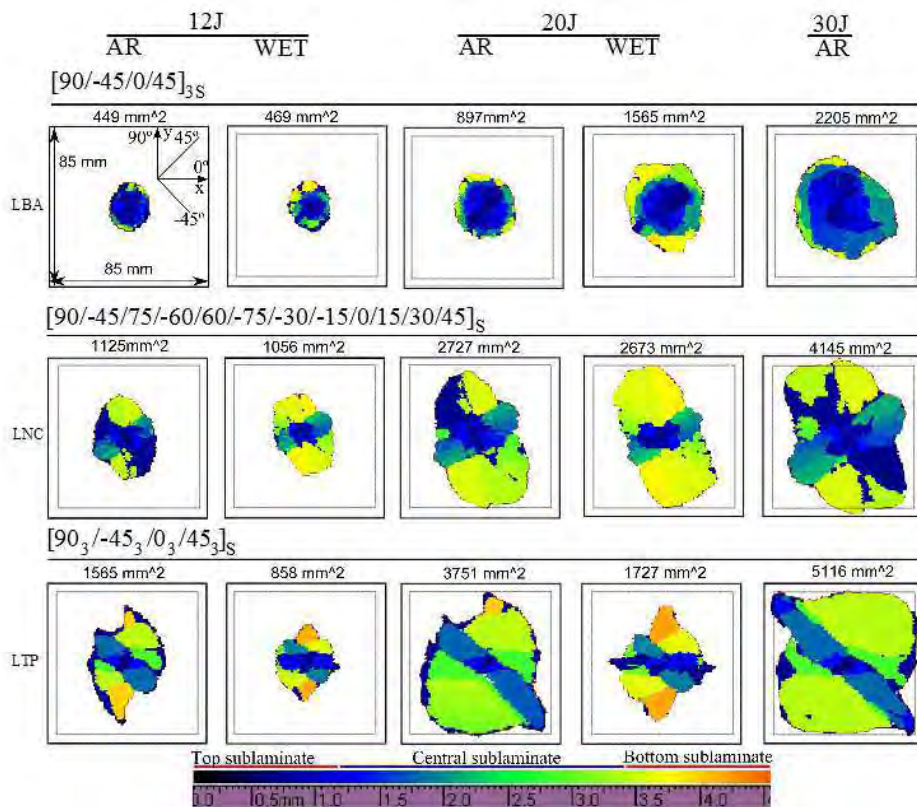 12J 20J 30J
AR WET AR WET AR
[90/-45/0/45]3S
449 mm^2 469 mm^2 897mm^2 1565 mm^2 2205 mm^2
90º y 45º
85 mm
0º
x
LBA
-45º
85 mm
[90/-45/75/-60/60/-75/-30/-15/0/15/30/45]S
1125mm^2 1056 mm^2 2727 mm^2 2673 mm^2 4145 mm^2
LNC
[903/-453/03/453]S
1565 mm^2 858 mm^2 3751 mm^2 1727 mm^2 5116 mm^2
LTP
Top sublaminate Central sublaminate Bottom sublaminate
0.0 0.5mm 1.0 1.5 2.0 2.5 3.0 3.5 4.0